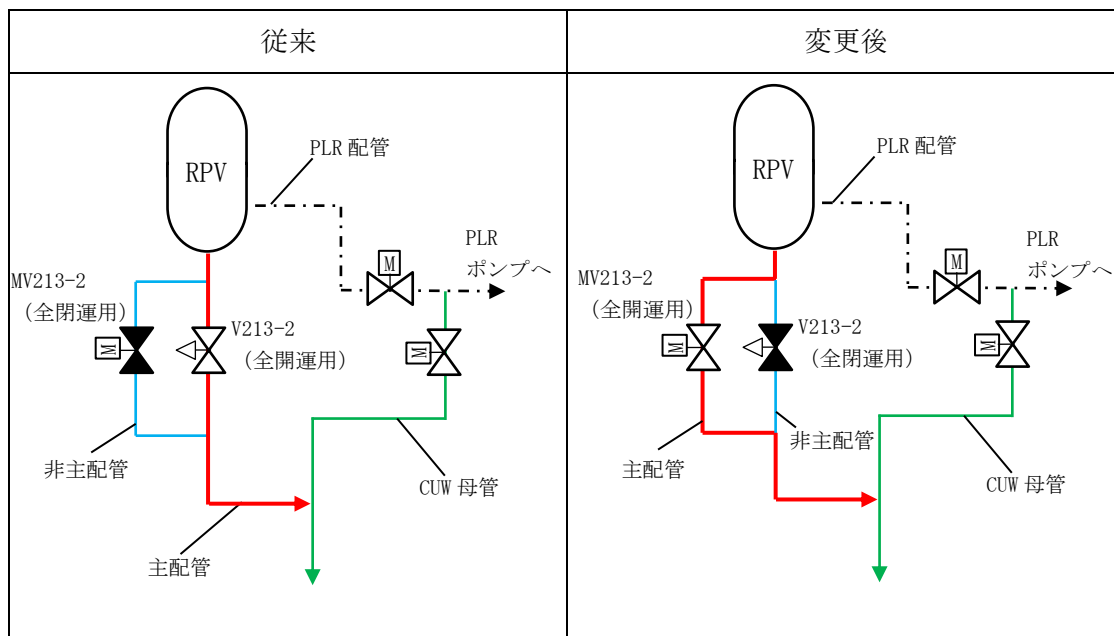 従来
変更後
RPV
PLR 配管
PLR
ポンプへ
M
MV213-2
(全閉運用)
M
V213-2
(全開運用)
M
非主配管
CUW 母管
主配管
RPV
PLR 配管
PLR
ポンプへ
M
MV213-2
(全開運用)
M
V213-2
(全閉運用)
M
非主配管
主配管
CUW 母管